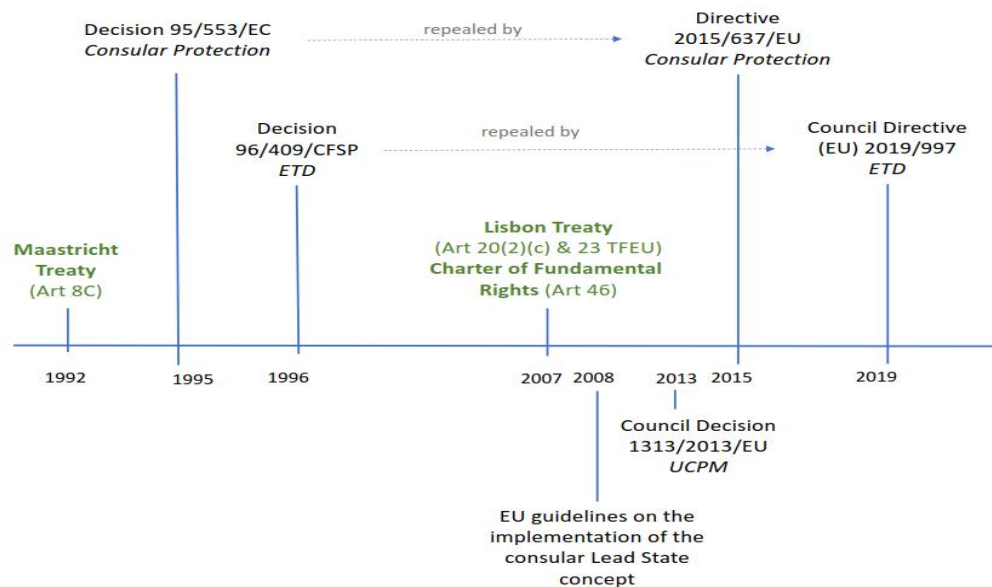 Decision 95/553/EC
Consular Protection
repealed by
Directive
2015/637/EU
Consular Protection
Decision
96/409/CFSP
ETD
repealed by
Council Directive
(EU) 2019/997
ETD
Maastricht
Treaty
(Art 8C)
Lisbon Treaty
(Art 20(2)(c) & 23 TFEU)
Charter of Fundamental
Rights (Art 46)
1992
1995
1996
2007
2008
2013
2015
2019
Council Decision
1313/2013/EU
UCPM
EU guidelines on the
implementation of the
consular Lead State
concept